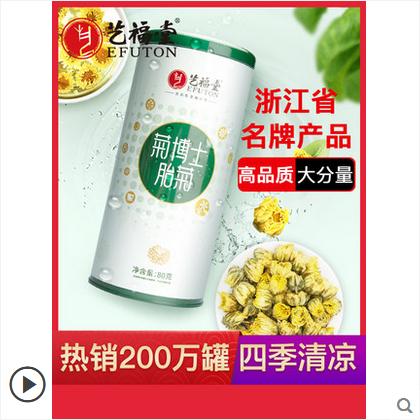 艺福堂
EFUTON
艺福堂
EFUTON
浙江省
名牌产品
高品质 大分量
菊博士
胎菊
净含量:80克
热销200万罐 四季清凉